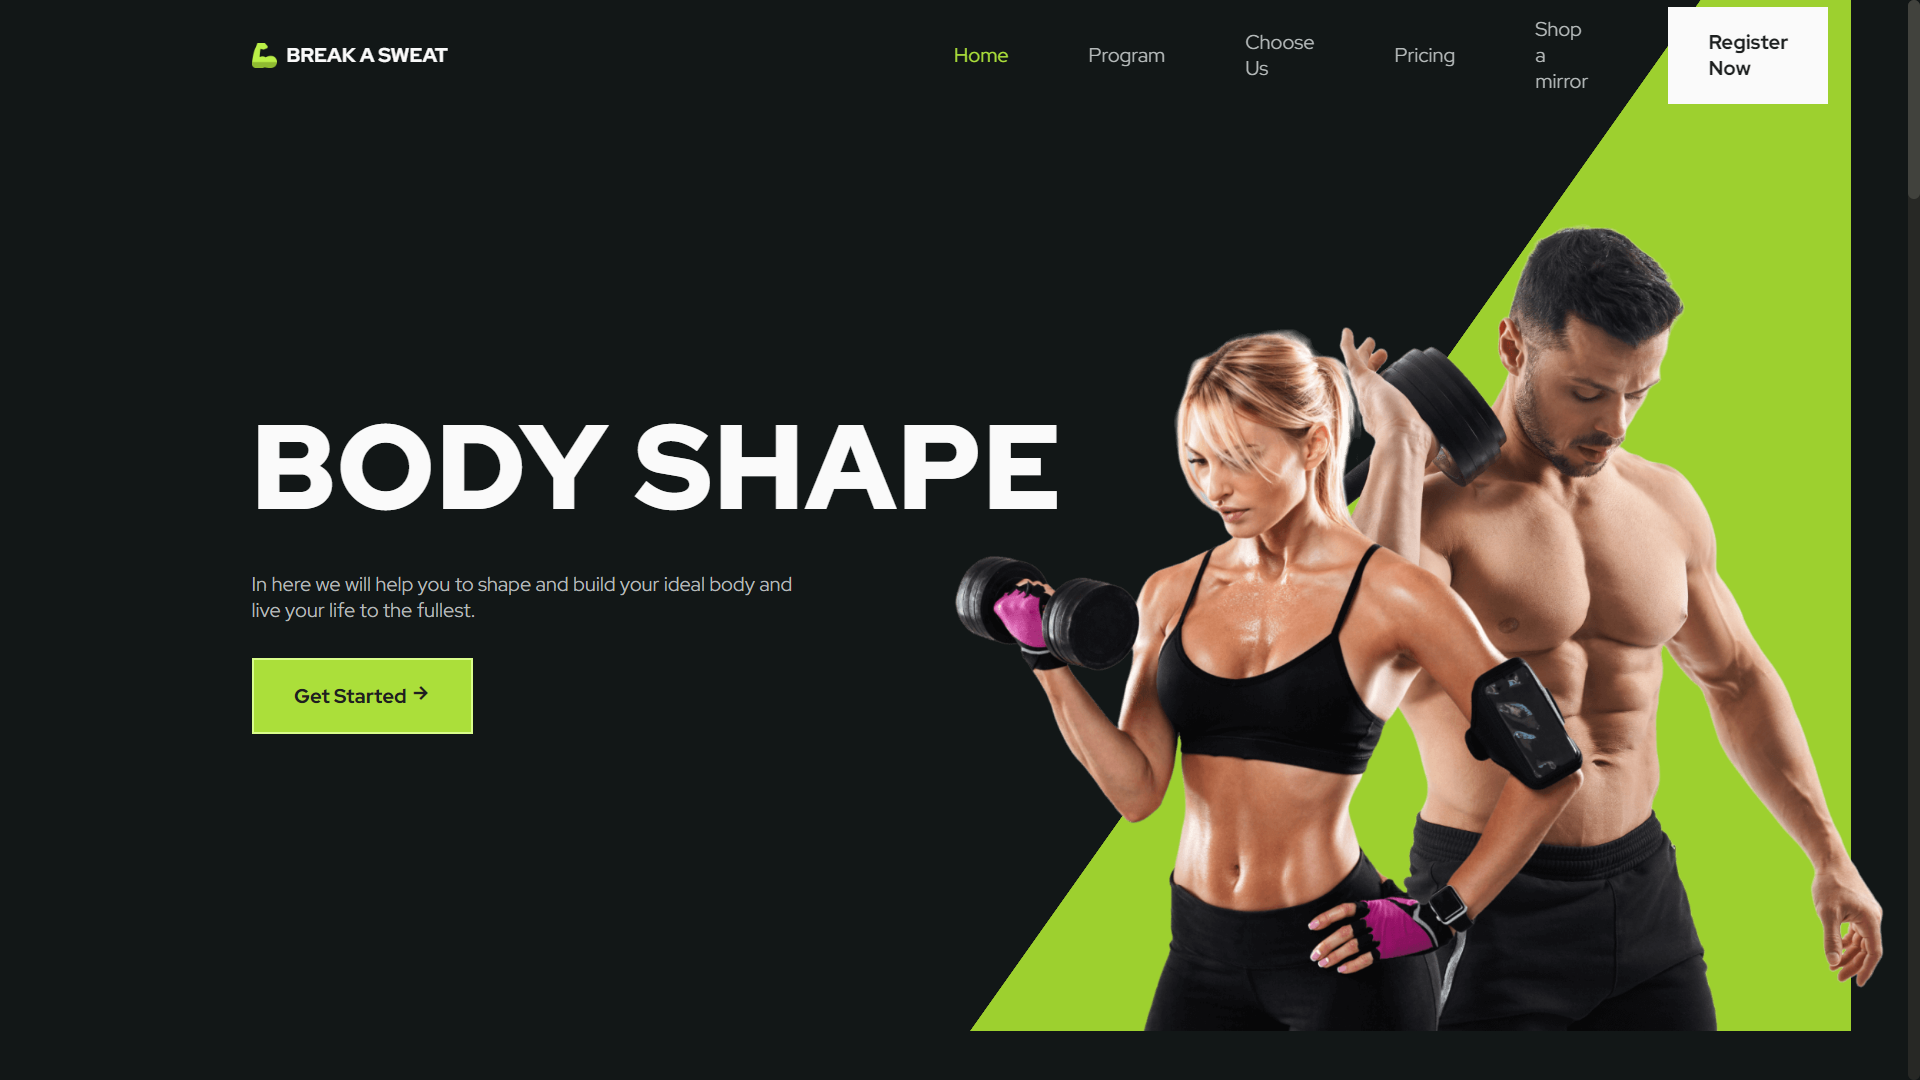 BREAK A SWEAT
Home
Program
Choose
Us
Pricing
Shop
a
mirror
Register
Now
BODY SHAPE
In here we will help you to shape and build your ideal body and
live your life to the fullest.
Get Started →